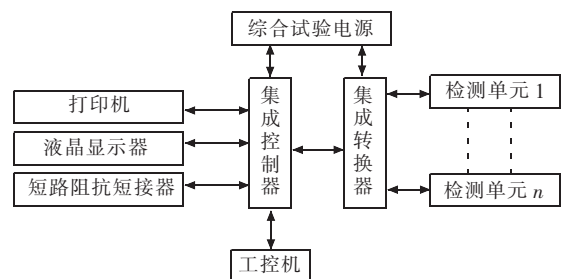 综合试验电源
打印机
液晶显示器
短路阻抗短接器
集成控制器
集成转换器
检测单元 1
检测单元 n
工控机